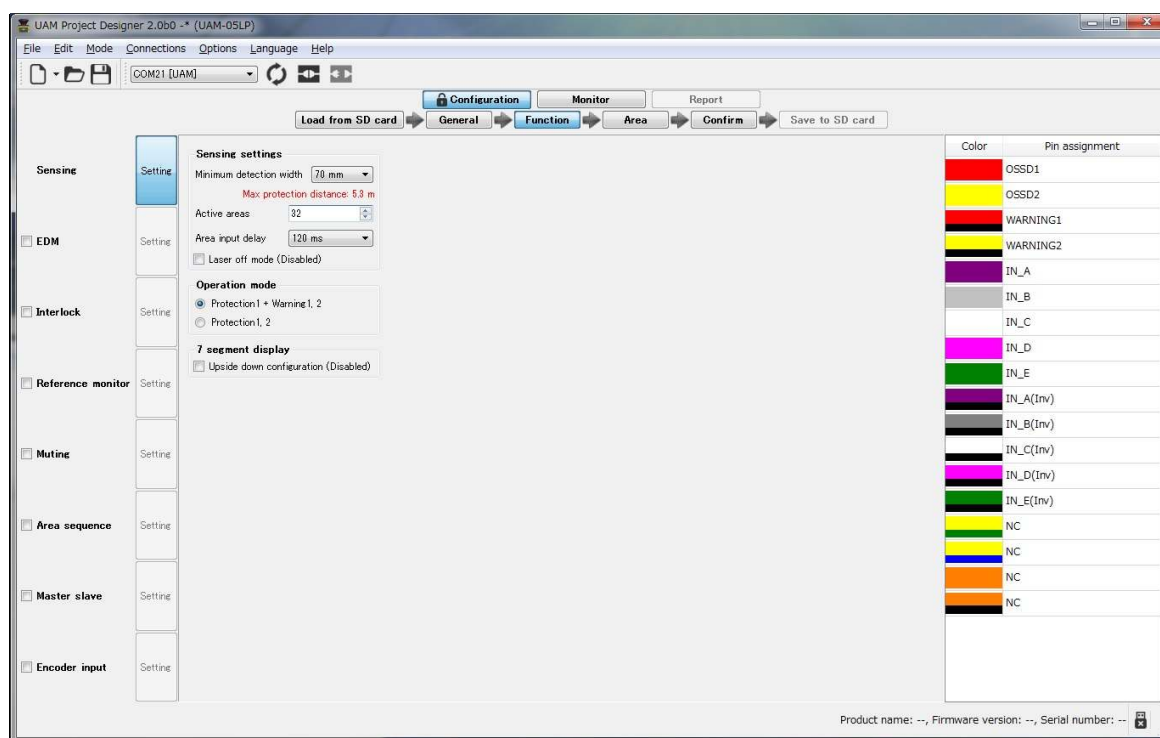 UAM Project Designer 2.0b0 -* (UAM-05LP)
File Edit Mode Connections Options Language Help
COM21 [UAM]
Configuration Monitor Report
Load from SD card General Function Area Confirm Save to SD card
Sensing Setting
EDM Setting
Interlock Setting
Reference monitor Setting
Muting Setting
Area sequence Setting
Master slave Setting
Encoder input Setting
Sensing settings
Minimum detection width 70 mm
Max protection distance: 5.3 m
Active areas 32
Area input delay 120 ms
Laser off mode (Disabled)
Operation mode
Protection1 + Warning1, 2
Protection1, 2
7 segment display
Upside down configuration (Disabled)
Color Pin assignment
OSSD1
OSSD2
WARNING1
WARNING2
IN_A
IN_B
IN_C
IN_D
IN_E
IN_A(Inv)
IN_B(Inv)
IN_C(Inv)
IN_D(Inv)
IN_E(Inv)
NC
NC
NC
NC
Product name: --, Firmware version: --, Serial number: --